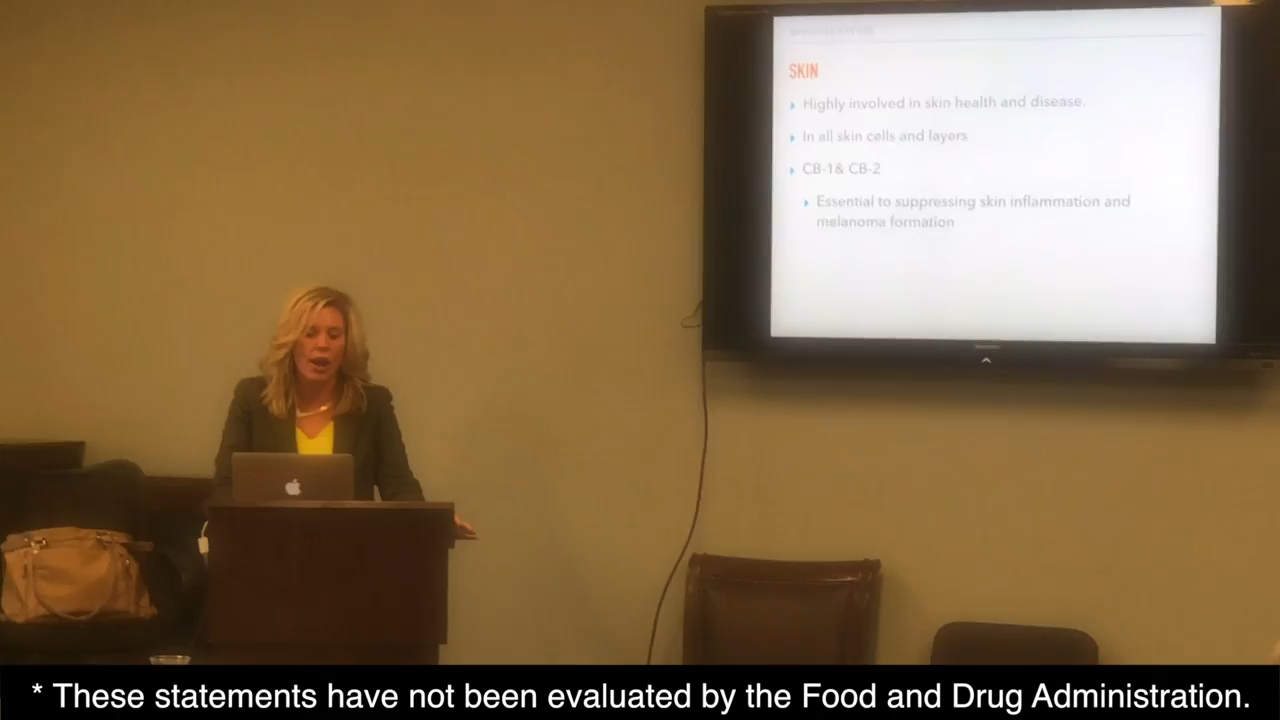 SKIN
Highly involved in skin health and disease.
In all skin cells and layers
CB-1& CB-2
Essential to suppressing skin inflammation and
melanoma formation
* These statements have not been evaluated by the Food and Drug Administration.